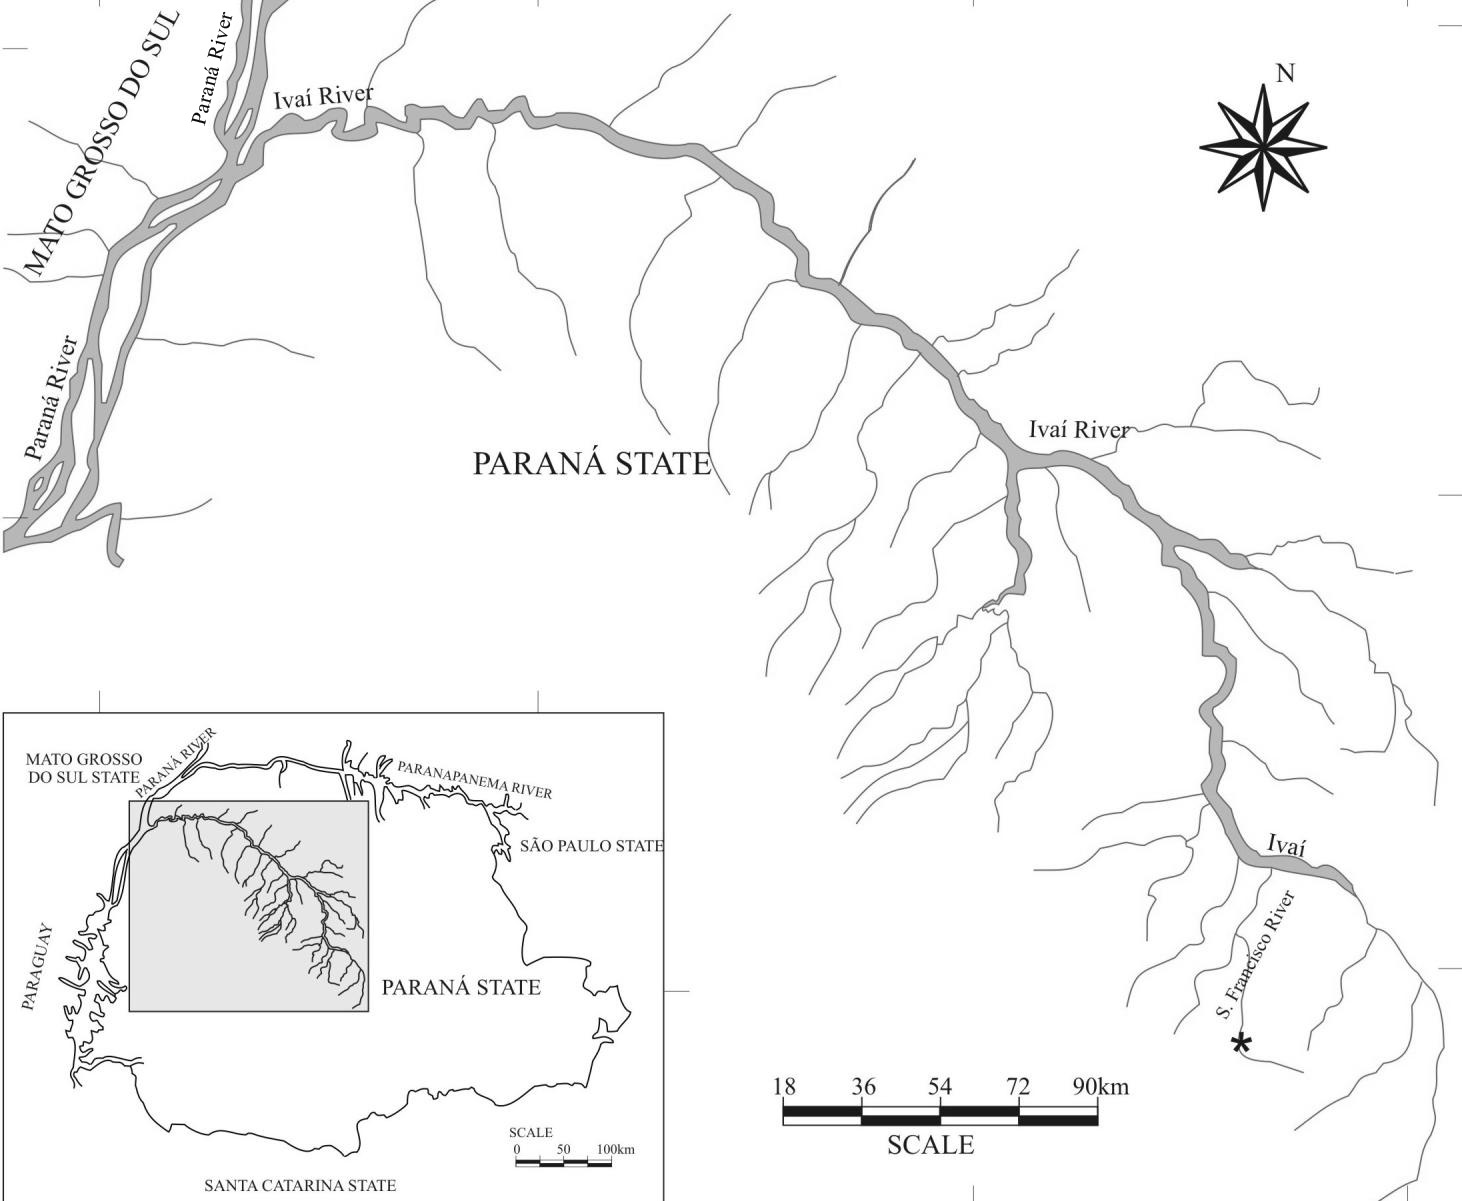 MATO GROSSO DO SUL
Paraná River
Ivaí River
N
Paraná River
PARANÁ STATE
Ivaí River
Ivaí
S. Francisco River
*
18 36 54 72 90km
SCALE
MATO GROSSO
DO SUL STATE
PARANÁ RIVER
PARANAPANEMA RIVER
SÃO PAULO STATE
PARAGUAY
PARANÁ STATE
SCALE
0 50 100km
SANTA CATARINA STATE